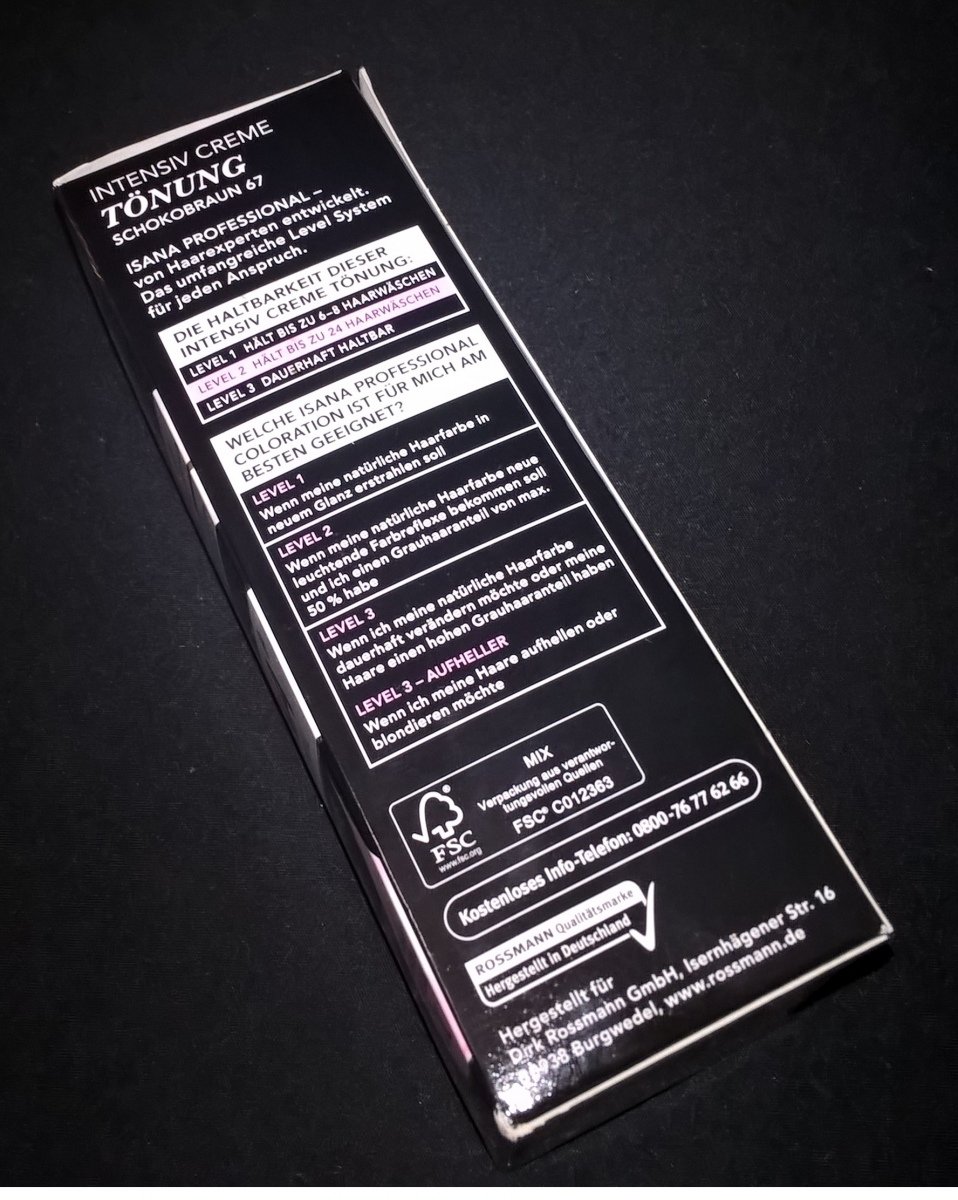 INTENSIV CREME
TÖNUNG
SCHOKOBRAUN 67
ISANA PROFESSIONAL –
von Haarexperten entwickelt.
Das umfangreiche Level System
für jeden Anspruch.
DIE HALTBARKEIT DIESER
INTENSIV CREME TÖNUNG:
LEVEL 1 HÄLT BIS ZU 6–8 HAARWÄSCHEN
LEVEL 2 HÄLT BIS ZU 24 HAARWÄSCHEN
LEVEL 3 DAUERHAFT HALTBAR
WELCHE ISANA PROFESSIONAL
COLORATION IST FÜR MICH AM
BESTEN GEEIGNET?
LEVEL 1
Wenn meine natürliche Haarfarbe in
neuem Glanz erstrahlen soll
LEVEL 2
Wenn meine natürliche Haarfarbe neue
leuchtende Farbreflexe bekommen soll
und ich einen Grauhaaranteil von max.
50 % habe
LEVEL 3
Wenn ich meine natürliche Haarfarbe
dauerhaft verändern möchte oder meine
Haare einen hohen Grauhaaranteil haben
LEVEL 3 – AUFHELLER
Wenn ich meine Haare aufhellen oder
blondieren möchte
FSC
www.fsc.org
MIX
Verpackung aus verantwor-
tungsvollen Quellen
FSC® C012363
Kostenloses Info-Telefon: 0800-76 77 62 66
ROSSMANN Qualitätsmarke
Hergestellt in Deutschland
Hergestellt für
Dirk Rossmann GmbH, Isernhägener Str. 16
Burgwedel, www.rossmann.de